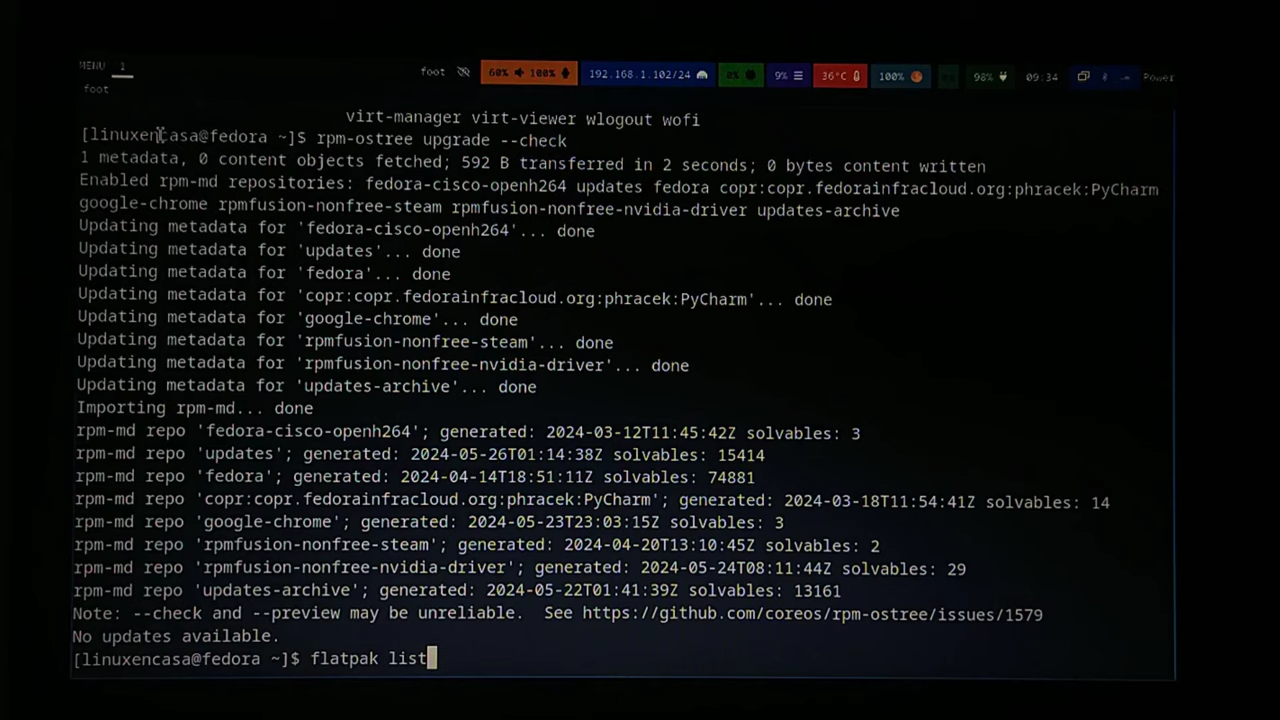 MENU 1 foot 60% 100% 192.168.1.102/24 0% 9% 36°C 100% 98% 09:34 Power
foot
virt-manager virt-viewer wlogout wofi
[linuxencasa@fedora ~]$ rpm-ostree upgrade --check
1 metadata, 0 content objects fetched; 592 B transferred in 2 seconds; 0 bytes content written
Enabled rpm-md repositories: fedora-cisco-openh264 updates fedora copr:copr.fedorainfracloud.org:phracek:PyCharm
google-chrome rpmfusion-nonfree-steam rpmfusion-nonfree-nvidia-driver updates-archive
Updating metadata for 'fedora-cisco-openh264'... done
Updating metadata for 'updates'... done
Updating metadata for 'fedora'... done
Updating metadata for 'copr:copr.fedorainfracloud.org:phracek:PyCharm'... done
Updating metadata for 'google-chrome'... done
Updating metadata for 'rpmfusion-nonfree-steam'... done
Updating metadata for 'rpmfusion-nonfree-nvidia-driver'... done
Updating metadata for 'updates-archive'... done
Importing rpm-md... done
rpm-md repo 'fedora-cisco-openh264'; generated: 2024-03-12T11:45:42Z solvables: 3
rpm-md repo 'updates'; generated: 2024-05-26T01:14:38Z solvables: 15414
rpm-md repo 'fedora'; generated: 2024-04-14T18:51:11Z solvables: 74881
rpm-md repo 'copr:copr.fedorainfracloud.org:phracek:PyCharm'; generated: 2024-03-18T11:54:41Z solvables: 14
rpm-md repo 'google-chrome'; generated: 2024-05-23T23:03:15Z solvables: 3
rpm-md repo 'rpmfusion-nonfree-steam'; generated: 2024-04-20T13:10:45Z solvables: 2
rpm-md repo 'rpmfusion-nonfree-nvidia-driver'; generated: 2024-05-24T08:11:44Z solvables: 29
rpm-md repo 'updates-archive'; generated: 2024-05-22T01:41:39Z solvables: 13161
Note: --check and --preview may be unreliable.  See https://github.com/coreos/rpm-ostree/issues/1579
No updates available.
[linuxencasa@fedora ~]$ flatpak list